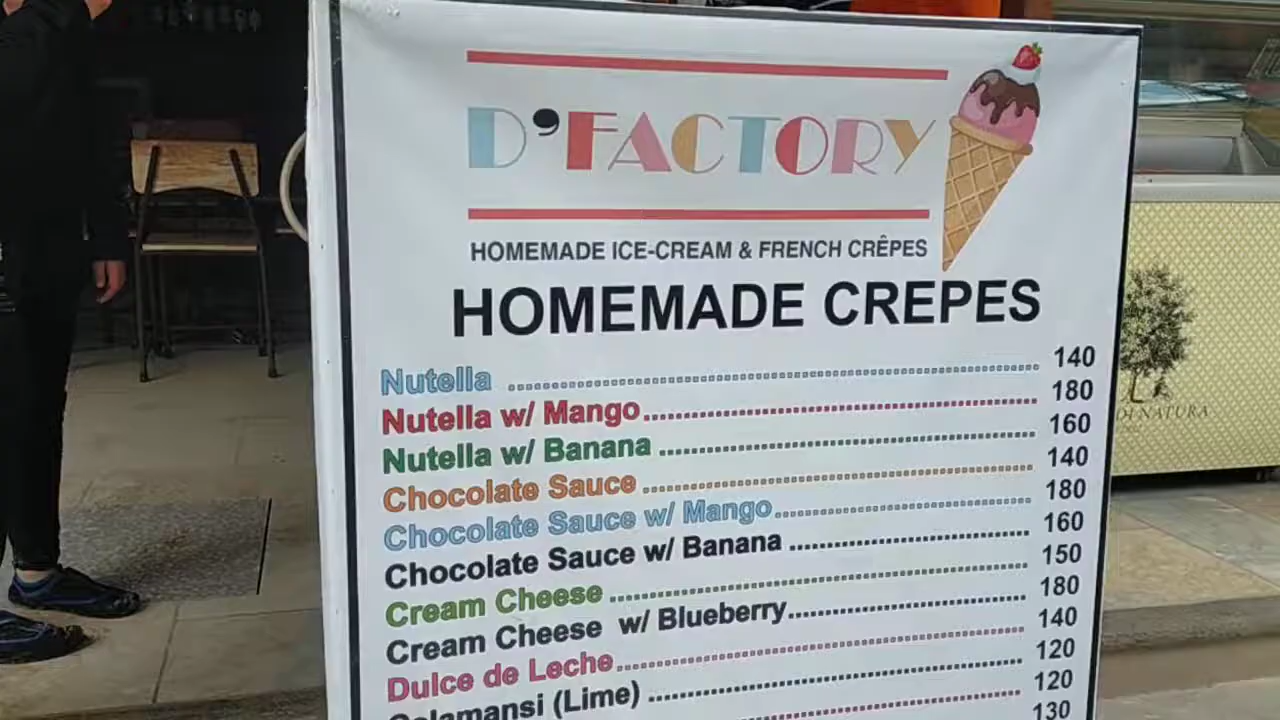 D'FACTORY
HOMEMADE ICE-CREAM & FRENCH CRÊPES
HOMEMADE CREPES
Nutella ........ 140
Nutella w/ Mango........ 180
Nutella w/ Banana ........ 160
Chocolate Sauce ........ 140
Chocolate Sauce w/ Mango........ 180
Chocolate Sauce w/ Banana ........ 160
Cream Cheese ........ 150
Cream Cheese w/ Blueberry........ 180
Dulce de Leche........ 140
Calamansi (Lime) ........ 120
120
130
DI NATURA